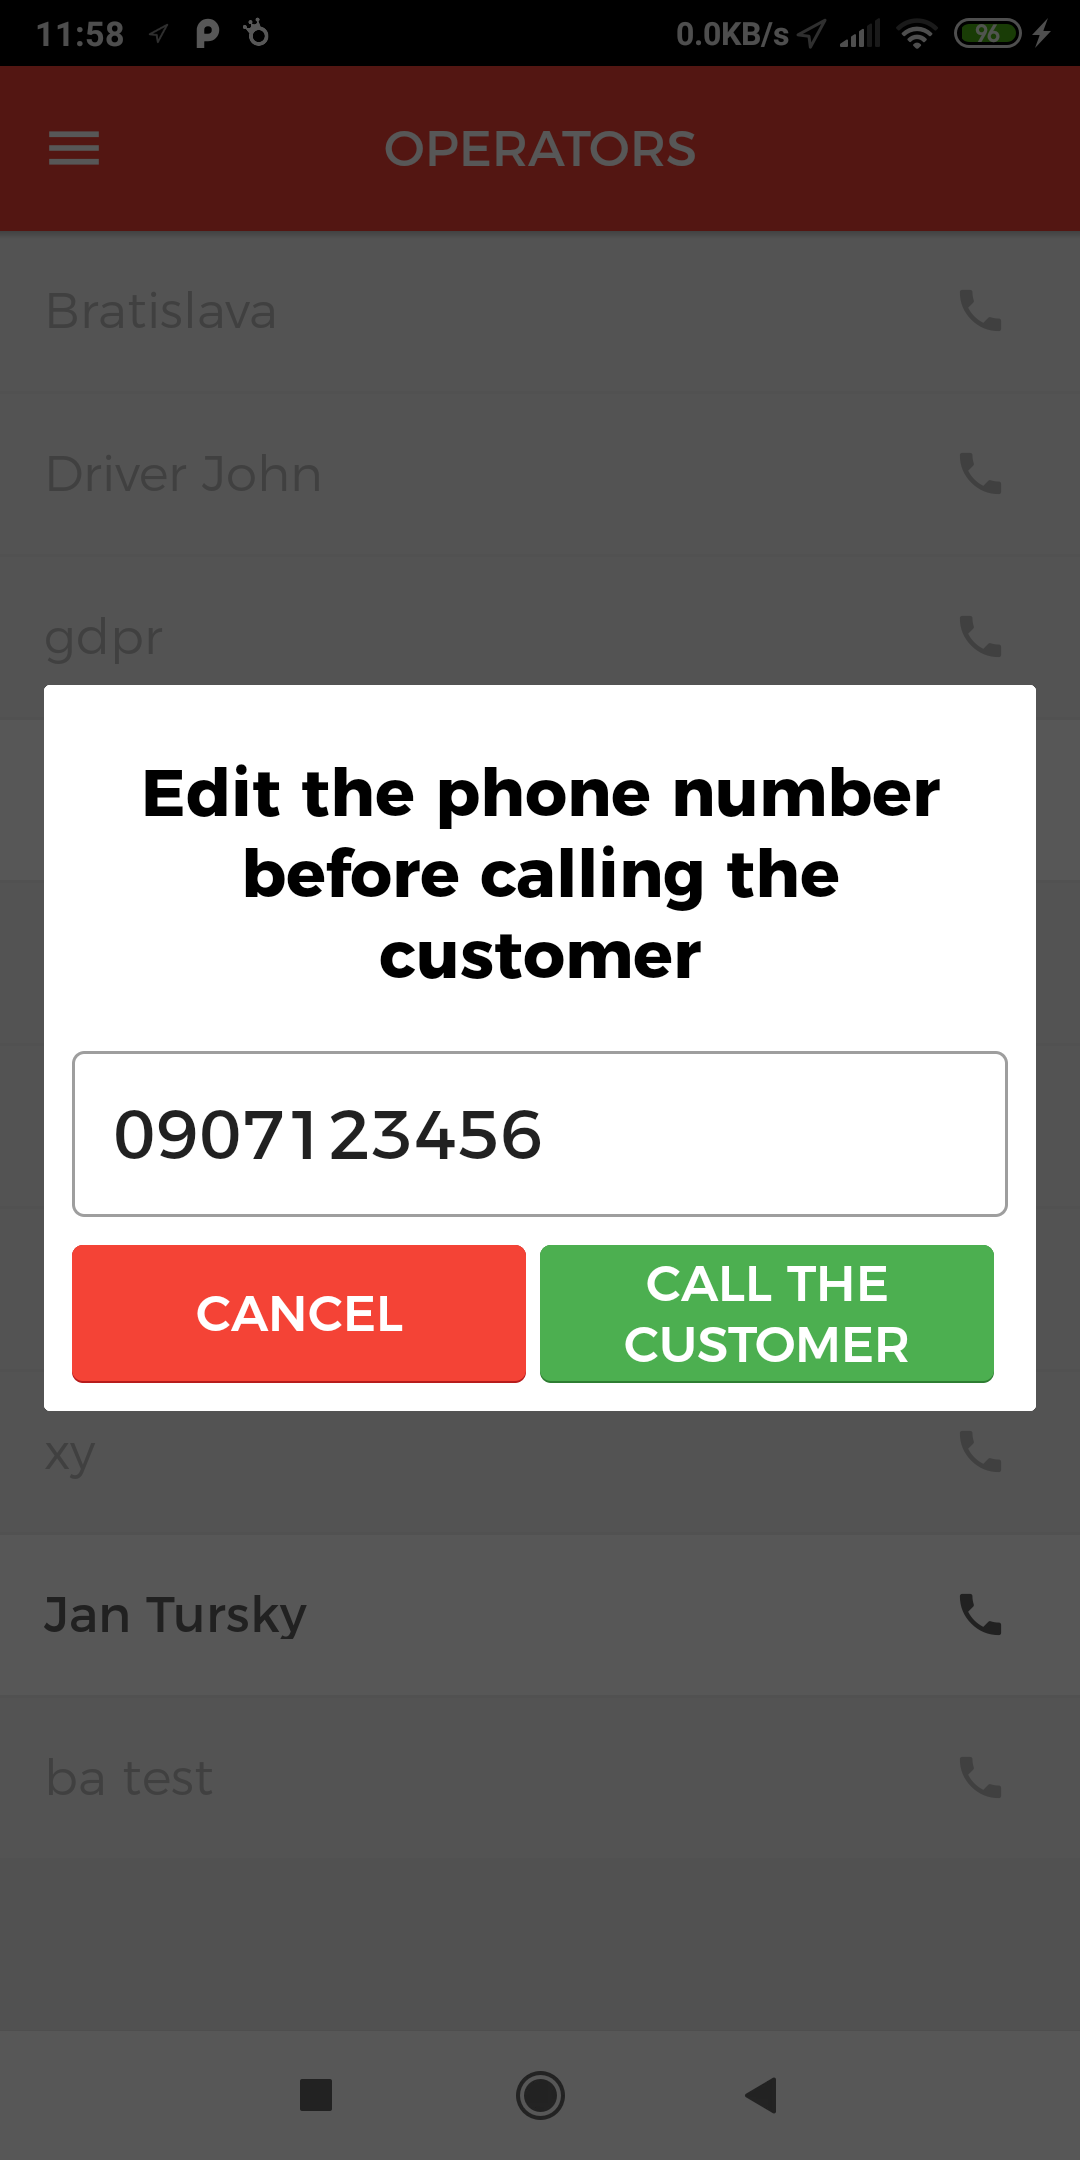 11:58
0.0KB/s
96
OPERATORS
Bratislava
Driver John
gdpr
Edit the phone number
before calling the
customer
0907123456
CANCEL
CALL THE
CUSTOMER
xy
Jan Tursky
ba test